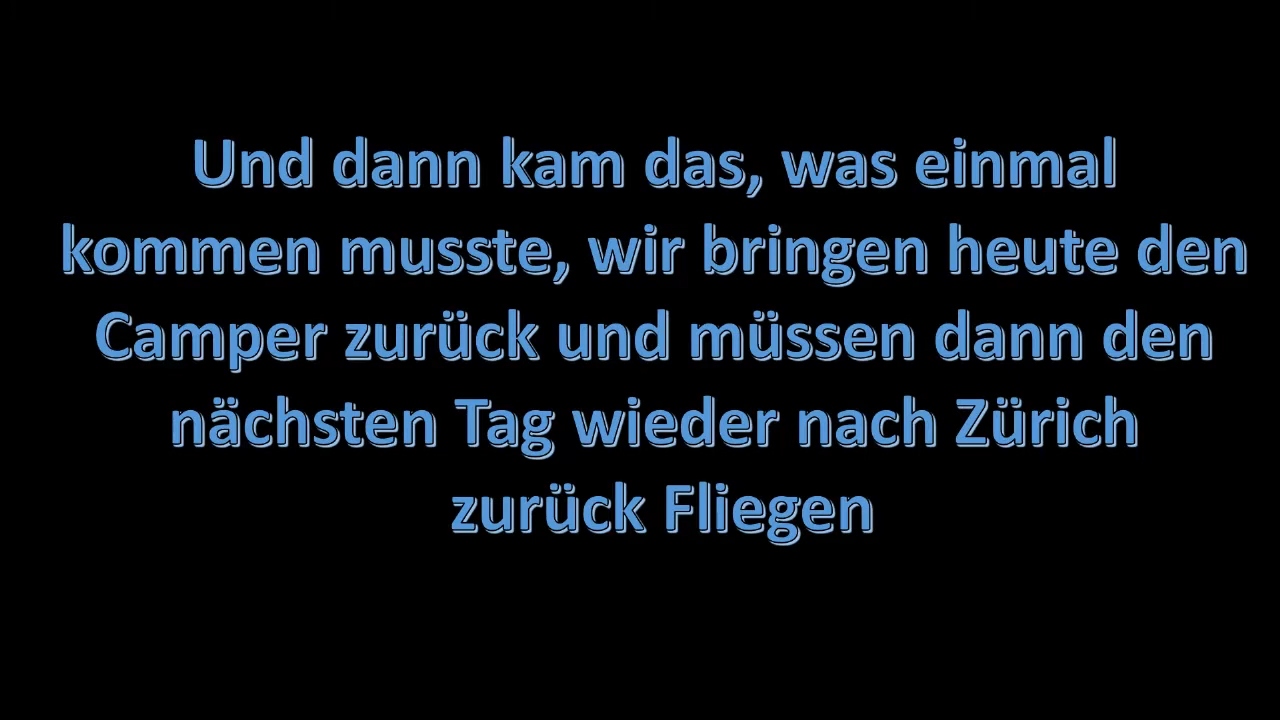 Und dann kam das, was einmal
kommen musste, wir bringen heute den
Camper zurück und müssen dann den
nächsten Tag wieder nach Zürich
zurück Fliegen